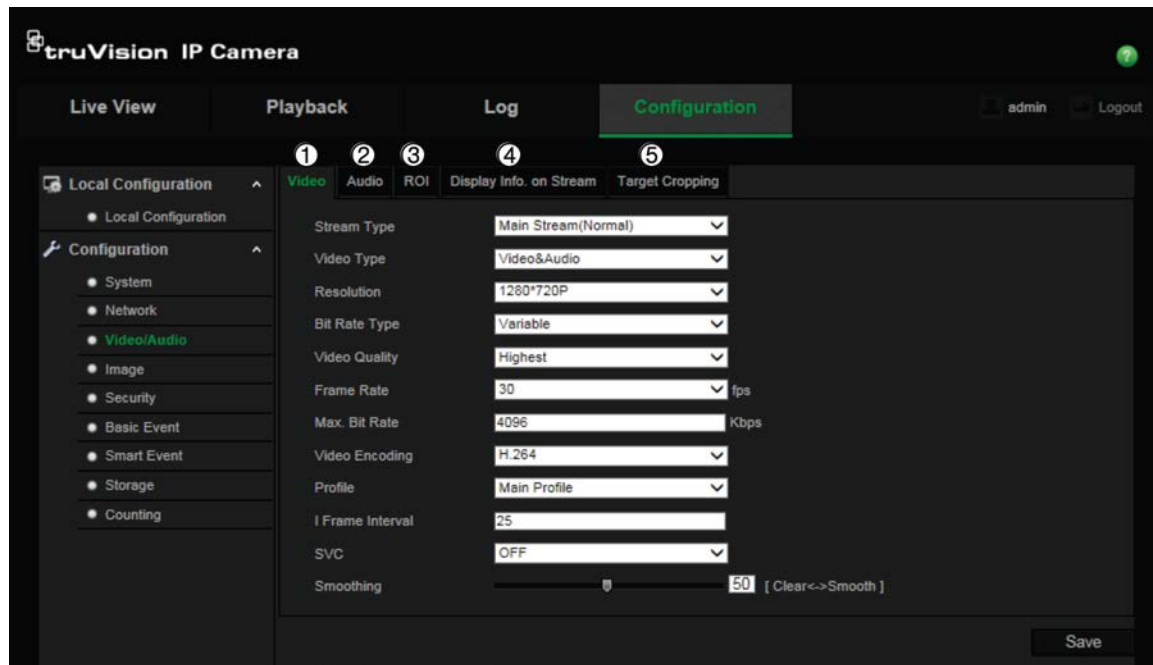 truVision IP Camera
?
Live View Playback Log Configuration admin Logout
1 2 3 4 5
Video Audio ROI Display Info. on Stream Target Cropping
Local Configuration
Local Configuration
Configuration
System
Network
Video/Audio
Image
Security
Basic Event
Smart Event
Storage
Counting
Stream Type Main Stream(Normal)
Video Type Video&Audio
Resolution 1280*720P
Bit Rate Type Variable
Video Quality Highest
Frame Rate 30 fps
Max. Bit Rate 4096 Kbps
Video Encoding H.264
Profile Main Profile
I Frame Interval 25
SVC OFF
Smoothing 50 [ Clear<->Smooth ]
Save